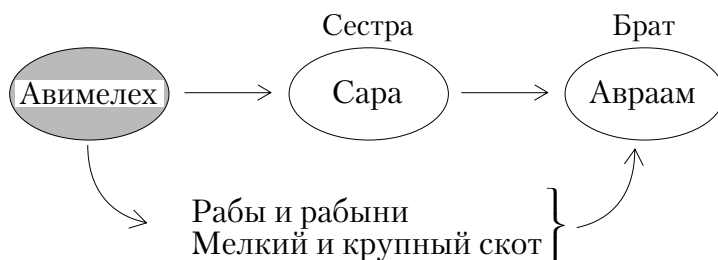 Сестра
Брат
Авимелех
Сара
Авраам
Рабы и рабыни
Мелкий и крупный скот